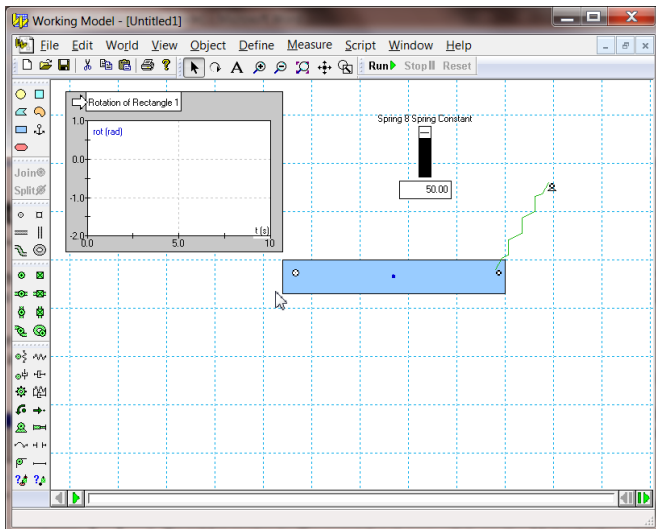 Working Model - [Untitled1]
File Edit World View Object Define Measure Script Window Help
A Run Stop Reset
Rotation of Rectangle 1
rot (rad)
1.0
0.0
-1.0
-2.0
0.0 5.0 10
t (s)
Spring 8 Spring Constant
50.00
Join
Split